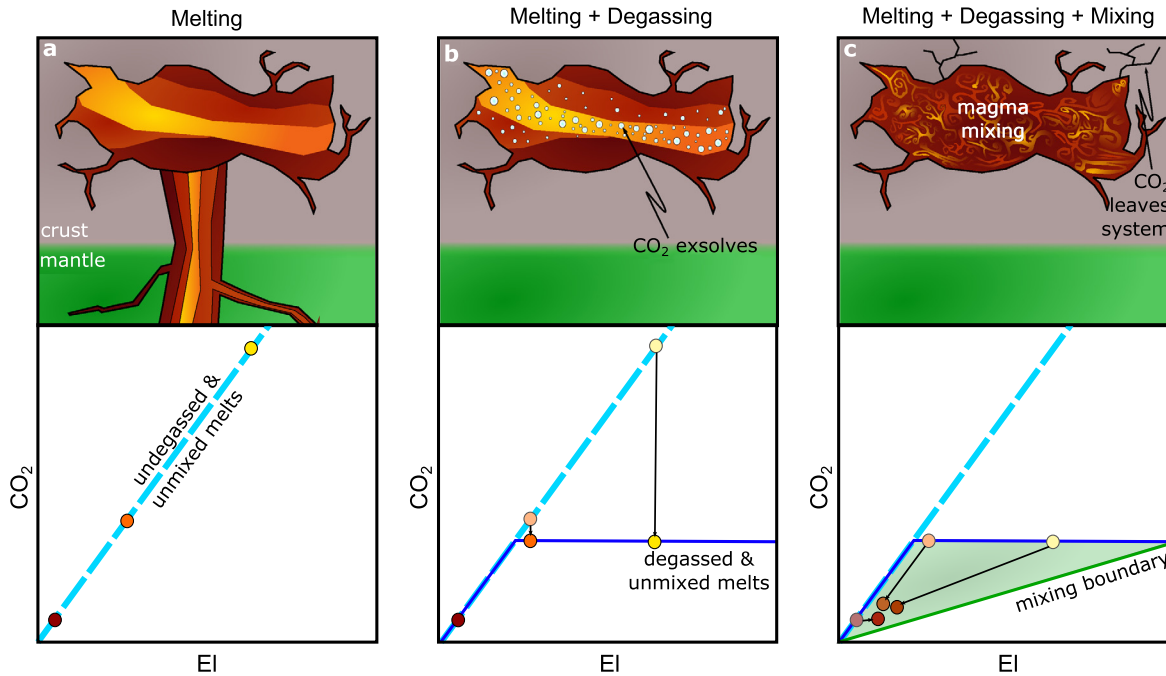 Melting
Melting + Degassing
Melting + Degassing + Mixing
a
crust
mantle
b
CO₂ exsolves
c
magma
mixing
CO₂
leaves
system
CO₂
undegassed &
unmixed melts
EI
CO₂
degassed &
unmixed melts
EI
CO₂
mixing boundary
EI